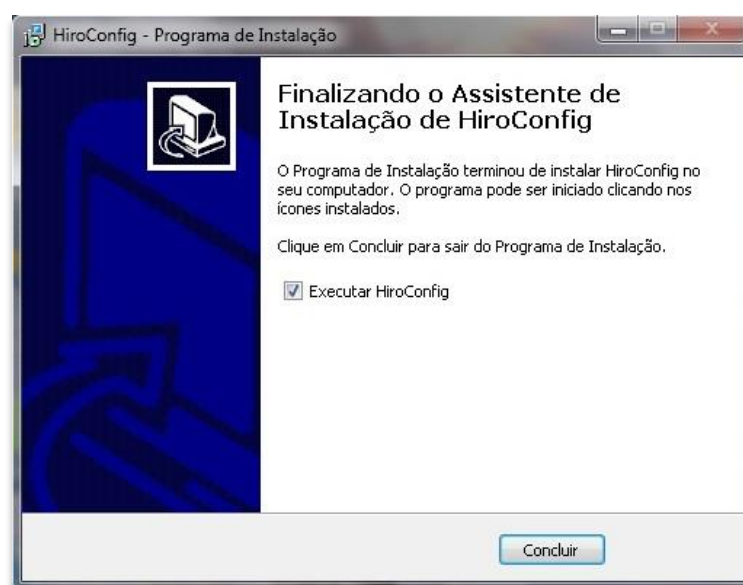 HiroConfig - Programa de Instalação
Finalizando o Assistente de
Instalação de HiroConfig
O Programa de Instalação terminou de instalar HiroConfig no
seu computador. O programa pode ser iniciado clicando nos
ícones instalados.
Clique em Concluir para sair do Programa de Instalação.
Executar HiroConfig
Concluir